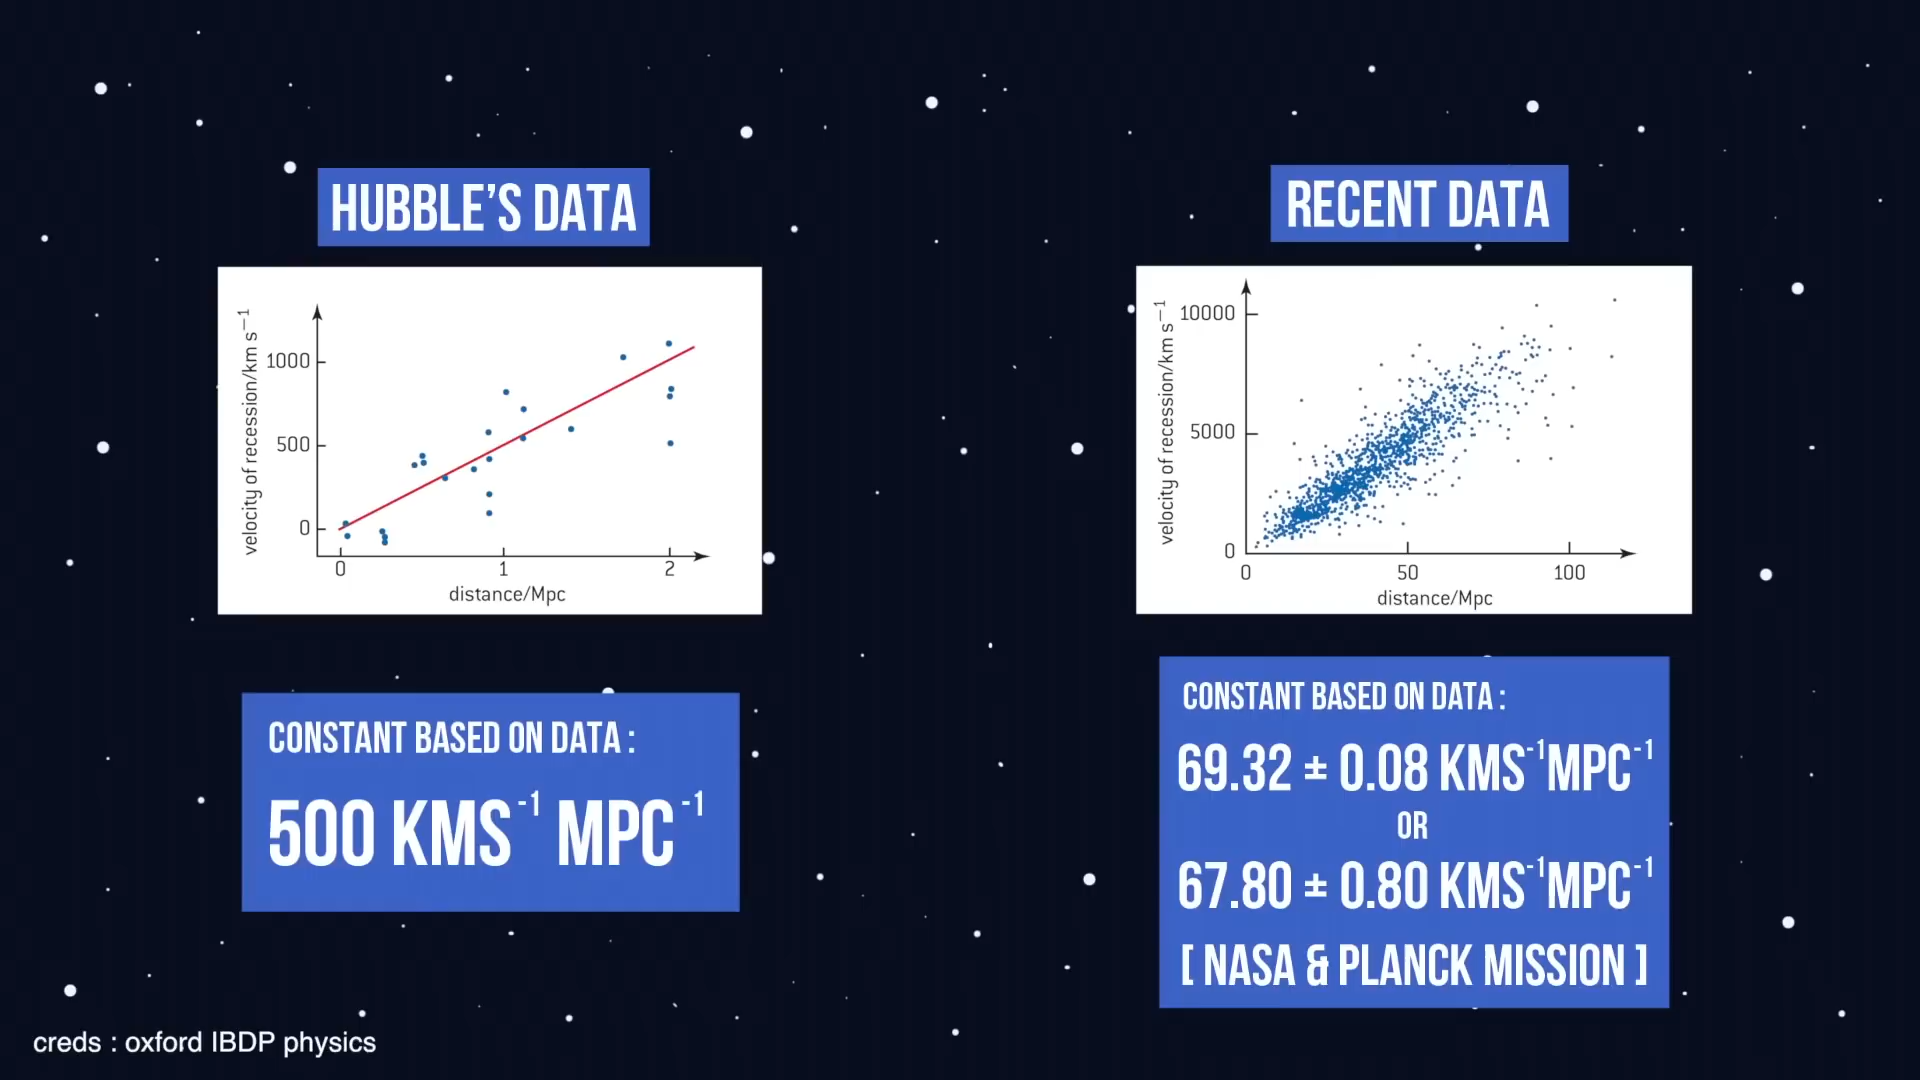 HUBBLE'S DATA
velocity of recession/km s⁻¹
1000
500
0
0 1 2
distance/Mpc
CONSTANT BASED ON DATA :
500 KMS⁻¹ MPC⁻¹
RECENT DATA
velocity of recession/km s⁻¹
10000
5000
0
0 50 100
distance/Mpc
CONSTANT BASED ON DATA :
69.32 ± 0.08 KMS⁻¹MPC⁻¹
OR
67.80 ± 0.80 KMS⁻¹MPC⁻¹
[ NASA & PLANCK MISSION ]
creds : oxford IBDP physics